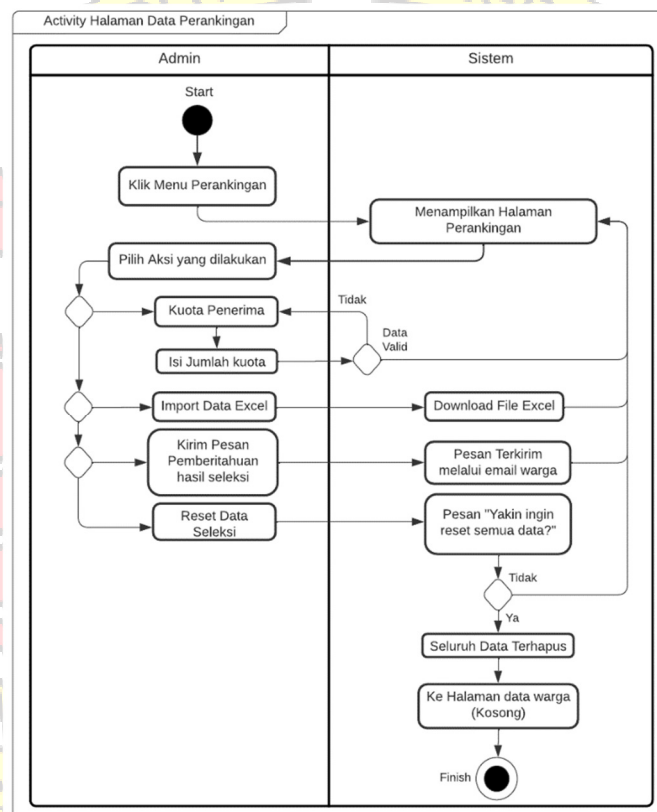 Activity Halaman Data Perankingan
Admin
Sistem
Start
Klik Menu Perankingan
Menampilkan Halaman
Perankingan
Pilih Aksi yang dilakukan
Kuota Penerima
Tidak
Data
Valid
Isi Jumlah kuota
Import Data Excel
Download File Excel
Kirim Pesan
Pemberitahuan
hasil seleksi
Pesan Terkirim
melalui email warga
Reset Data
Seleksi
Pesan "Yakin ingin
reset semua data?"
Tidak
Ya
Seluruh Data Terhapus
Ke Halaman data warga
(Kosong)
Finish